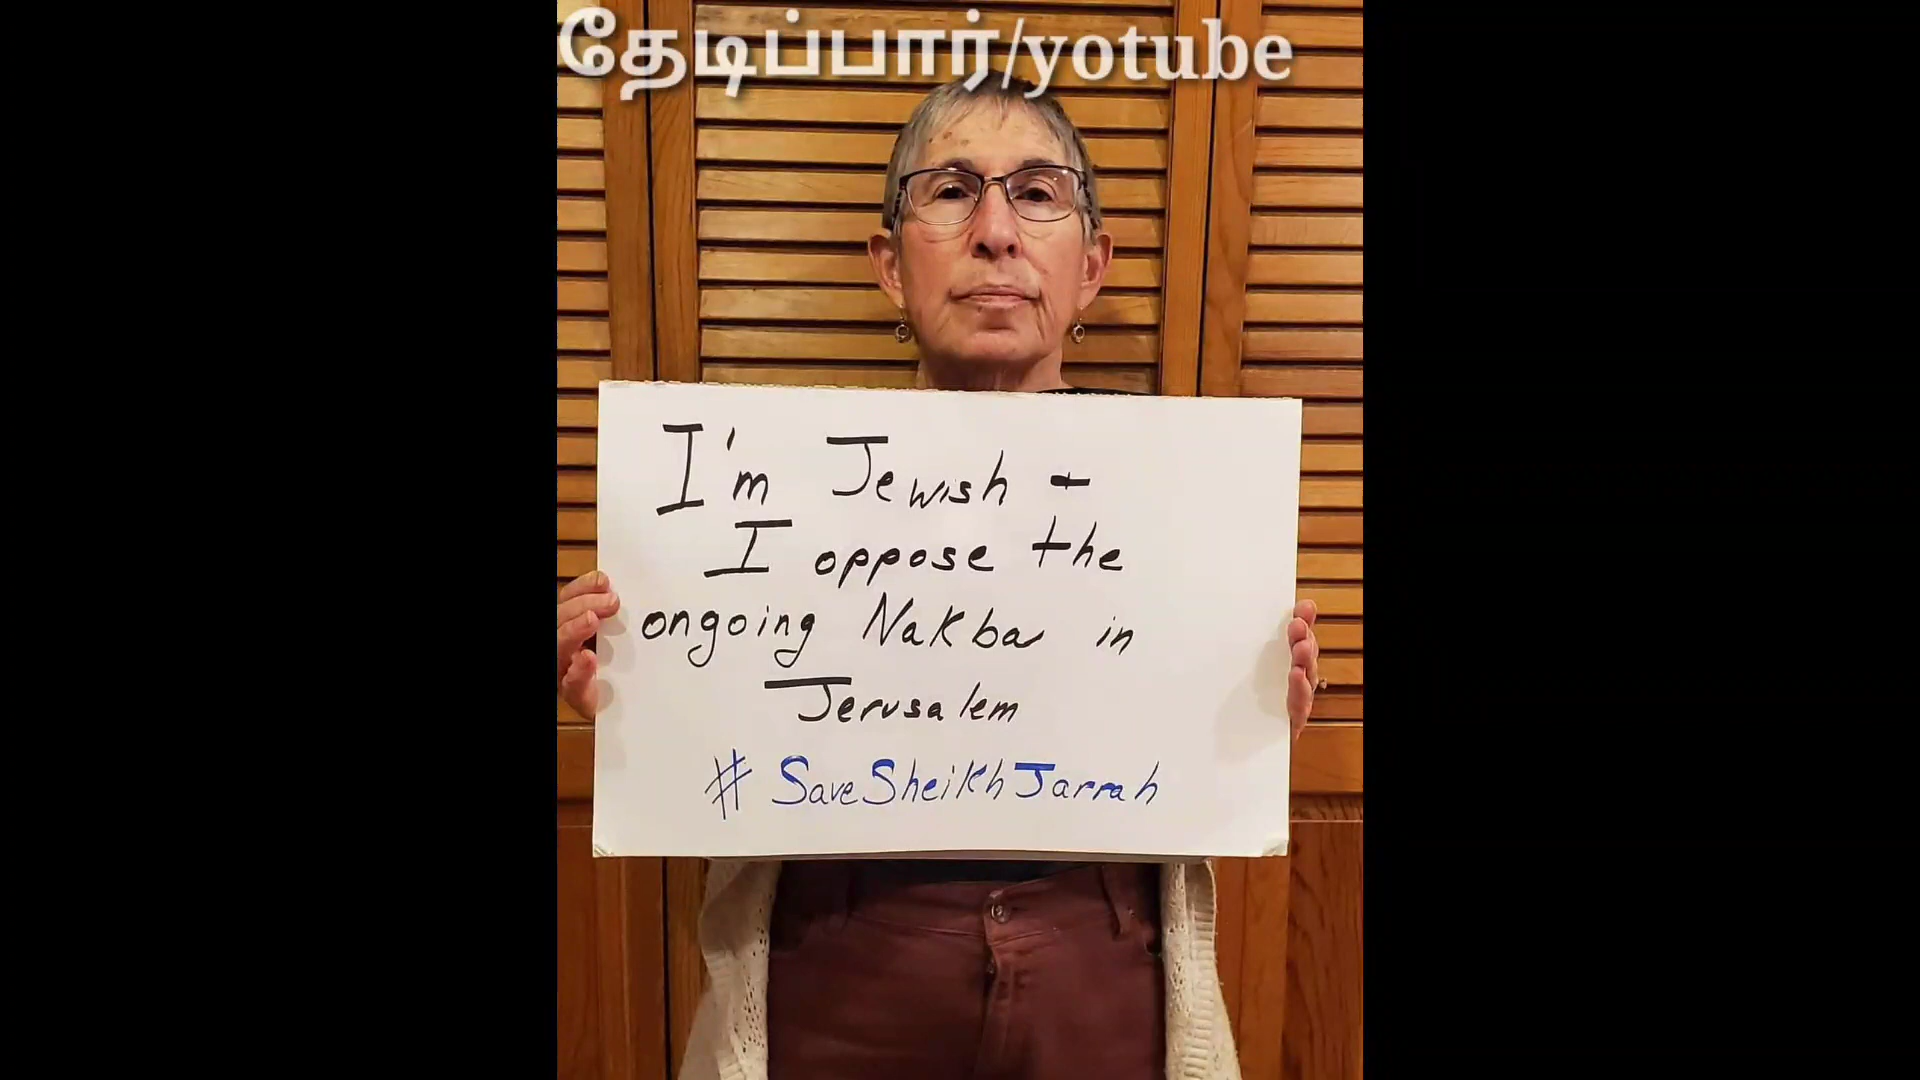 தேடிப்பார்/yotube
I'm Jewish -
I oppose the
ongoing Nakba in
Jerusalem
#SaveSheikhJarrah